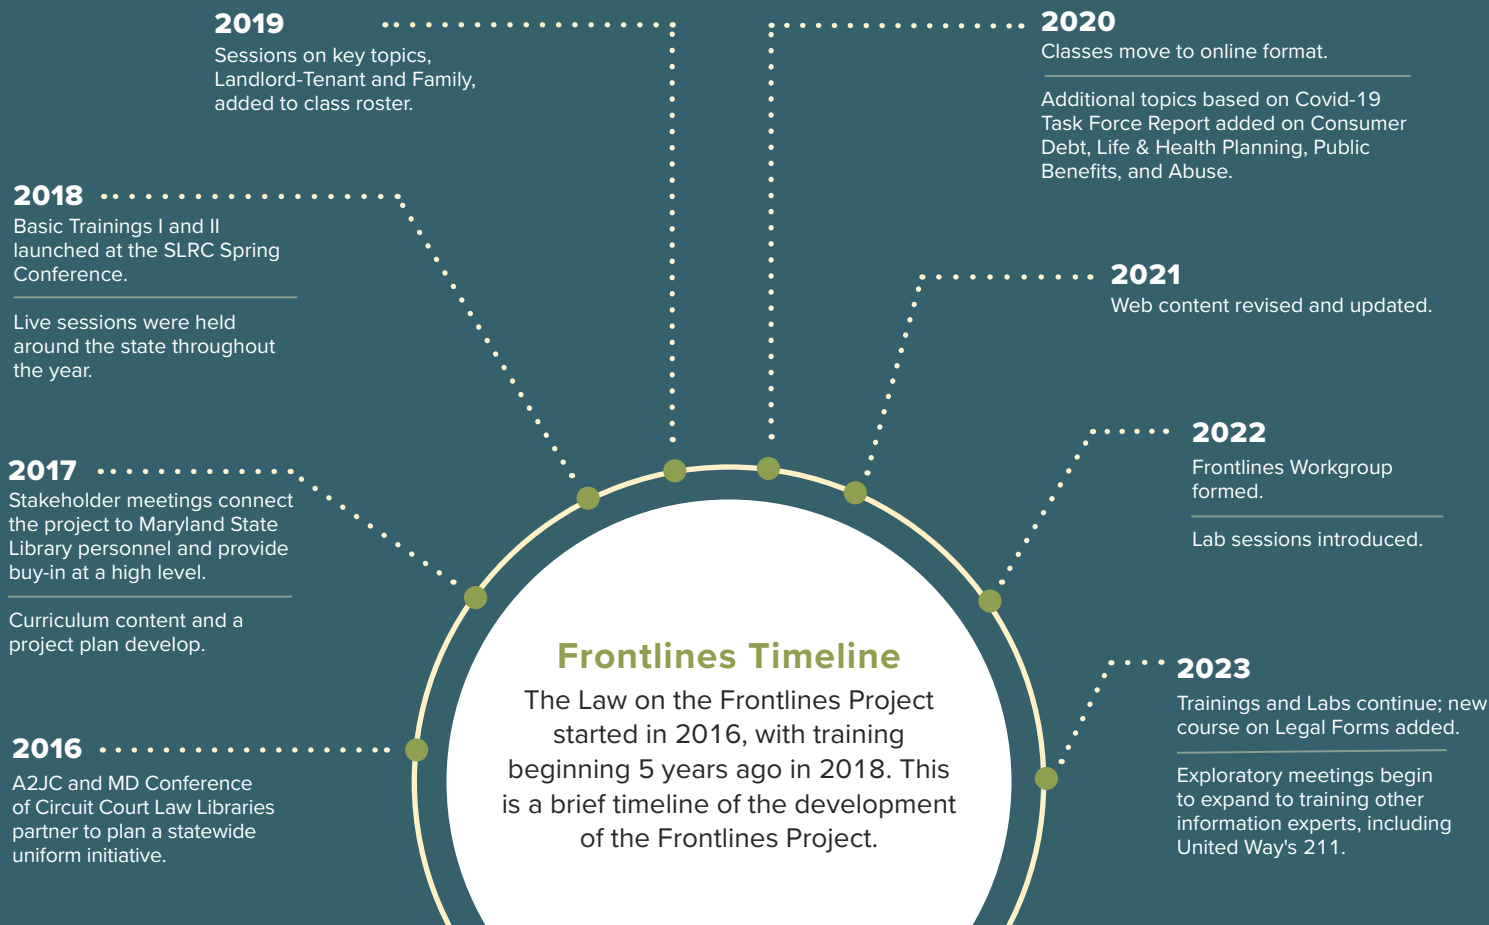 2019
Sessions on key topics,
Landlord-Tenant and Family,
added to class roster.
2020
Classes move to online format.
Additional topics based on Covid-19
Task Force Report added on Consumer
Debt, Life & Health Planning, Public
Benefits, and Abuse.
2018
Basic Trainings I and II
launched at the SLRC Spring
Conference.
Live sessions were held
around the state throughout
the year.
2021
Web content revised and updated.
2017
Stakeholder meetings connect
the project to Maryland State
Library personnel and provide
buy-in at a high level.
Curriculum content and a
project plan develop.
2022
Frontlines Workgroup
formed.
Lab sessions introduced.
2016
A2JC and MD Conference
of Circuit Court Law Libraries
partner to plan a statewide
uniform initiative.
Frontlines Timeline
The Law on the Frontlines Project
started in 2016, with training
beginning 5 years ago in 2018. This
is a brief timeline of the development
of the Frontlines Project.
2023
Trainings and Labs continue; new
course on Legal Forms added.
Exploratory meetings begin
to expand to training other
information experts, including
United Way's 211.